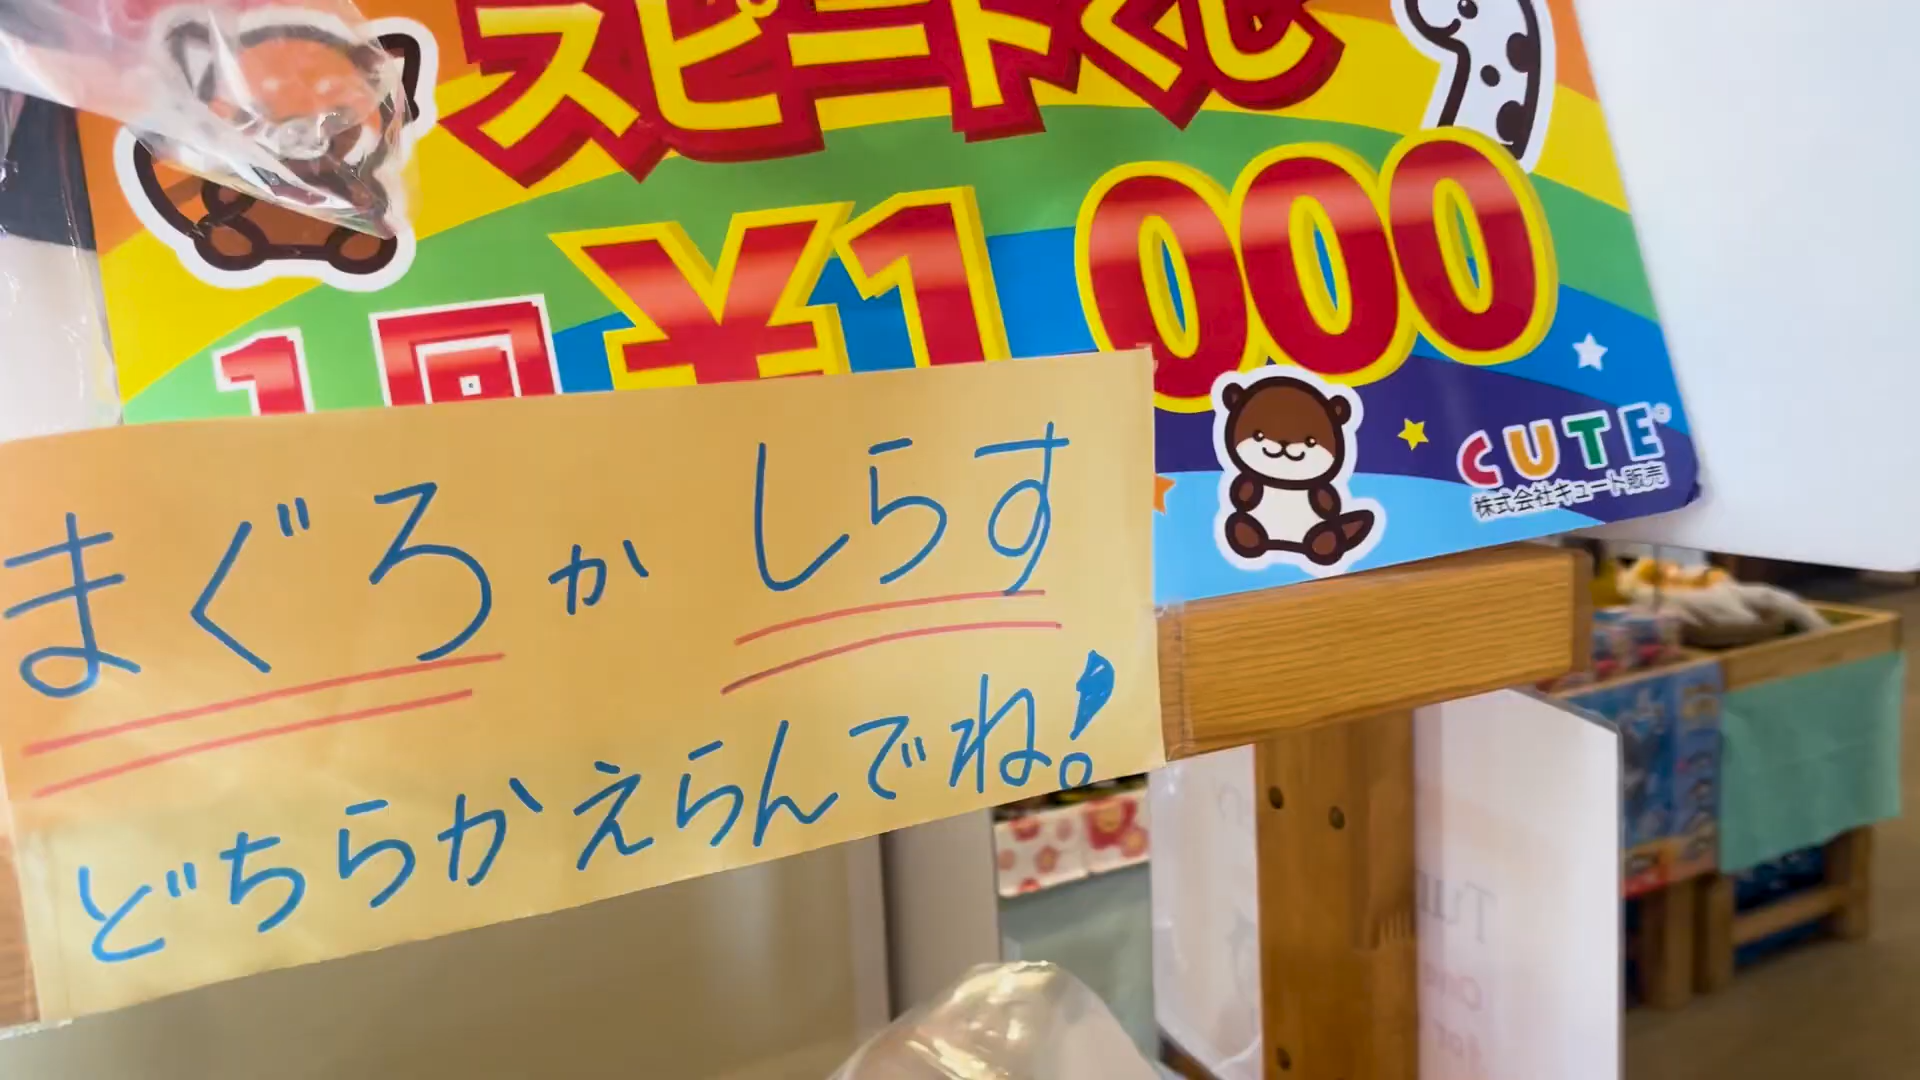 スピードくじ
1回 ¥1,000
CUTE
株式会社キュート販売
まぐろ か しらす
どちらかえらんでね!